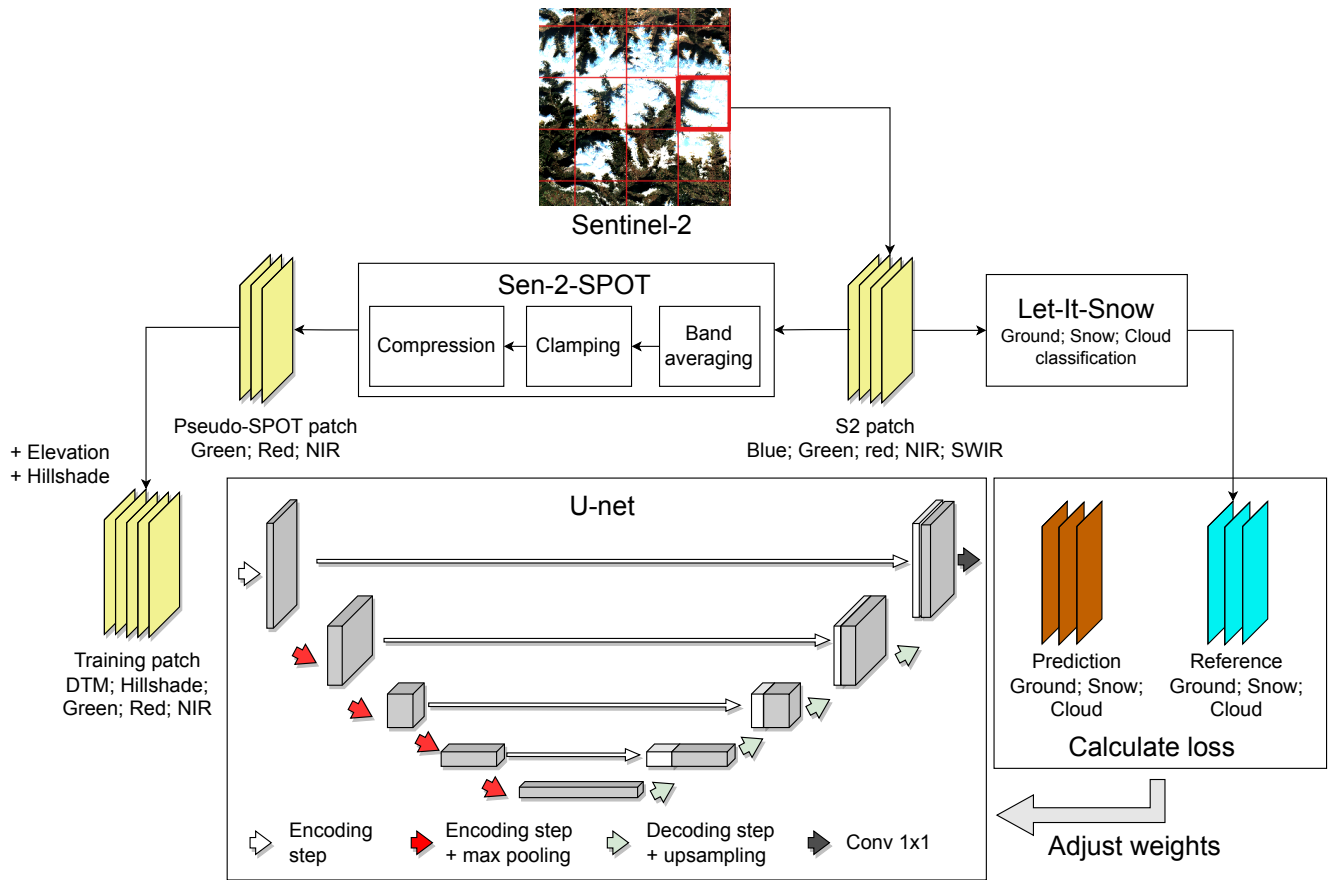 Sentinel-2
Sen-2-SPOT
Compression
Clamping
Band
averaging
Let-It-Snow
Ground; Snow; Cloud
classification
Pseudo-SPOT patch
Green; Red; NIR
S2 patch
Blue; Green; red; NIR; SWIR
+ Elevation
+ Hillshade
Training patch
DTM; Hillshade;
Green; Red; NIR
U-net
Encoding
step
Encoding step
+ max pooling
Decoding step
+ upsampling
Conv 1x1
Prediction
Ground; Snow;
Cloud
Reference
Ground; Snow;
Cloud
Calculate loss
Adjust weights